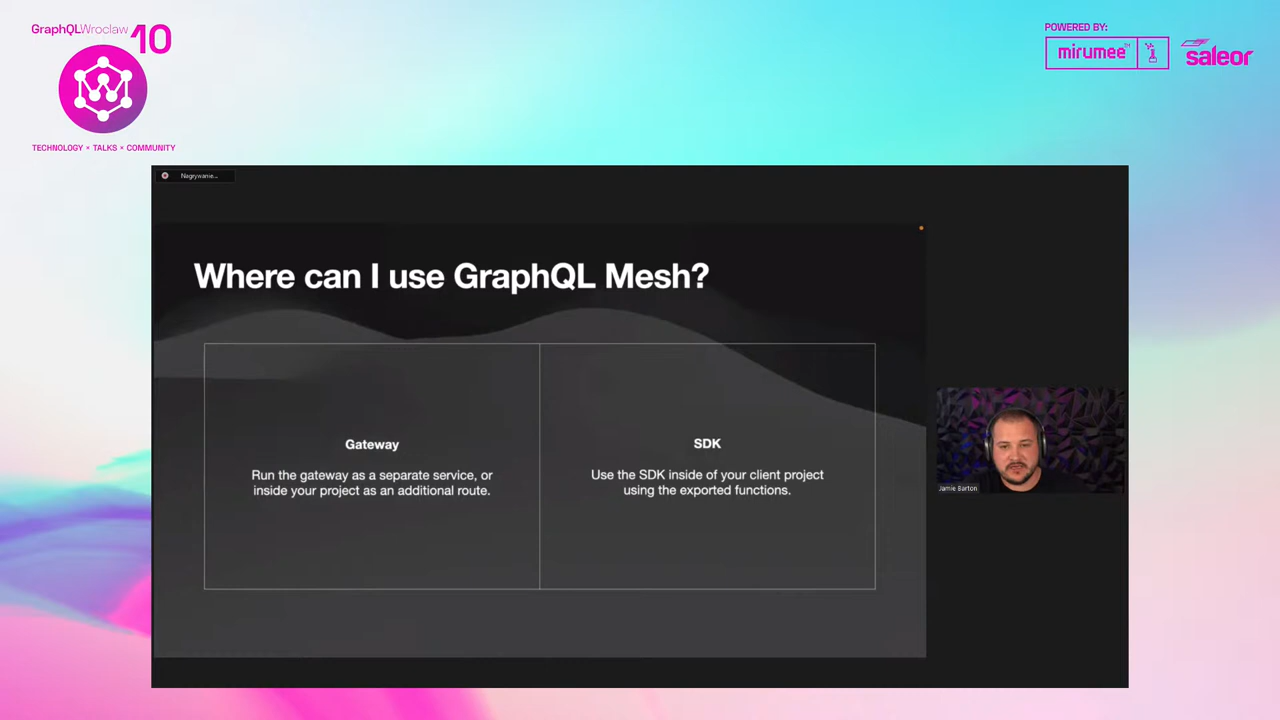 GraphQLWroclaw 10
TECHNOLOGY × TALKS × COMMUNITY
POWERED BY:
mirumee
saleor
Nagrywanie...
Where can I use GraphQL Mesh?
Gateway
Run the gateway as a separate service, or
inside your project as an additional route.
SDK
Use the SDK inside of your client project
using the exported functions.
Jamie Barton